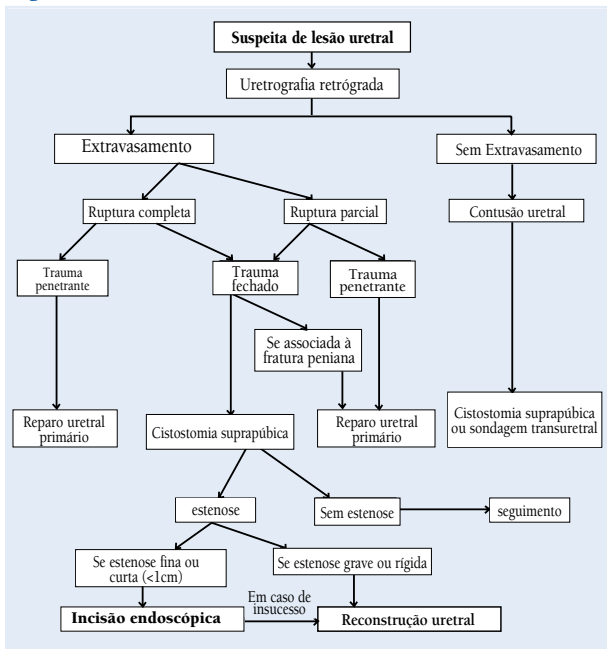 Suspeita de lesão uretral
Uretrografia retrógrada
Extravasamento
Sem Extravasamento
Ruptura completa
Ruptura parcial
Contusão uretral
Trauma
penetrante
Trauma
fechado
Trauma
penetrante
Se associada à
fratura peniana
Reparo uretral
primário
Cistostomia suprapúbica
Reparo uretral
primário
Cistostomia suprapúbica
ou sondagem transuretral
estenose
Sem estenose
seguimento
Se estenose fina ou
curta (<1cm)
Se estenose grave ou rígida
Incisão endoscópica
Em caso de
insucesso
Reconstrução uretral